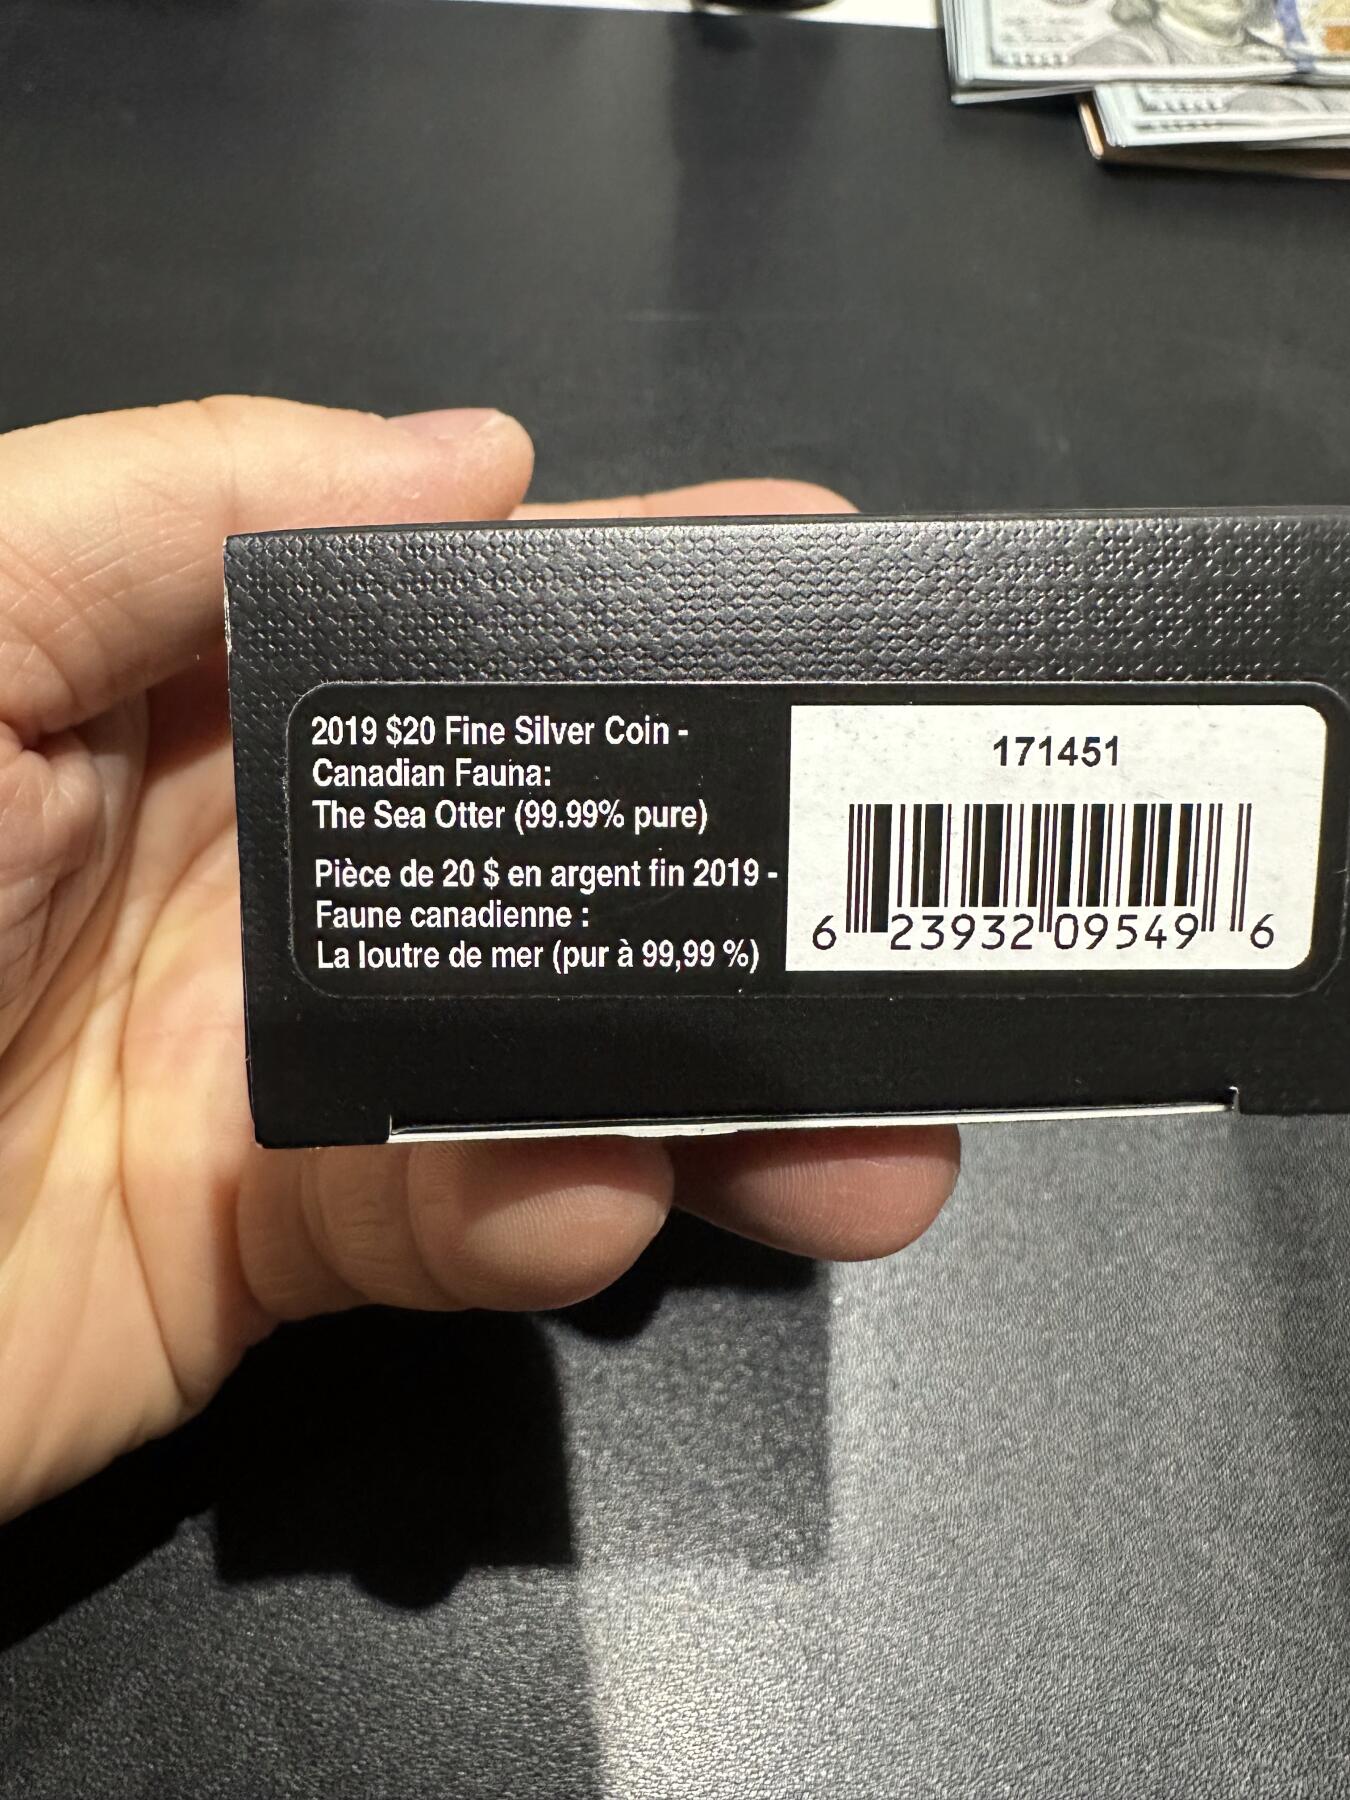 2019 $20 Fine Silver Coin -
Canadian Fauna:
The Sea Otter (99.99% pure)
Pièce de 20 $ en argent fin 2019 -
Faune canadienne :
La loutre de mer (pur à 99,99 %)
171451
6 23932 09549 6